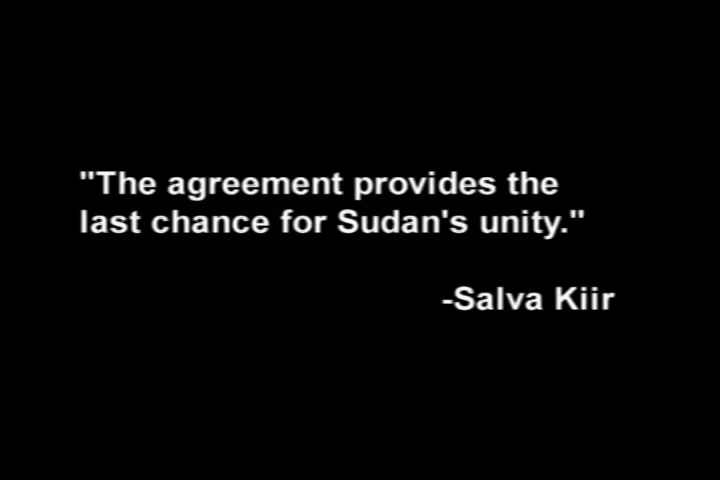 "The agreement provides the
last chance for Sudan's unity."
-Salva Kiir